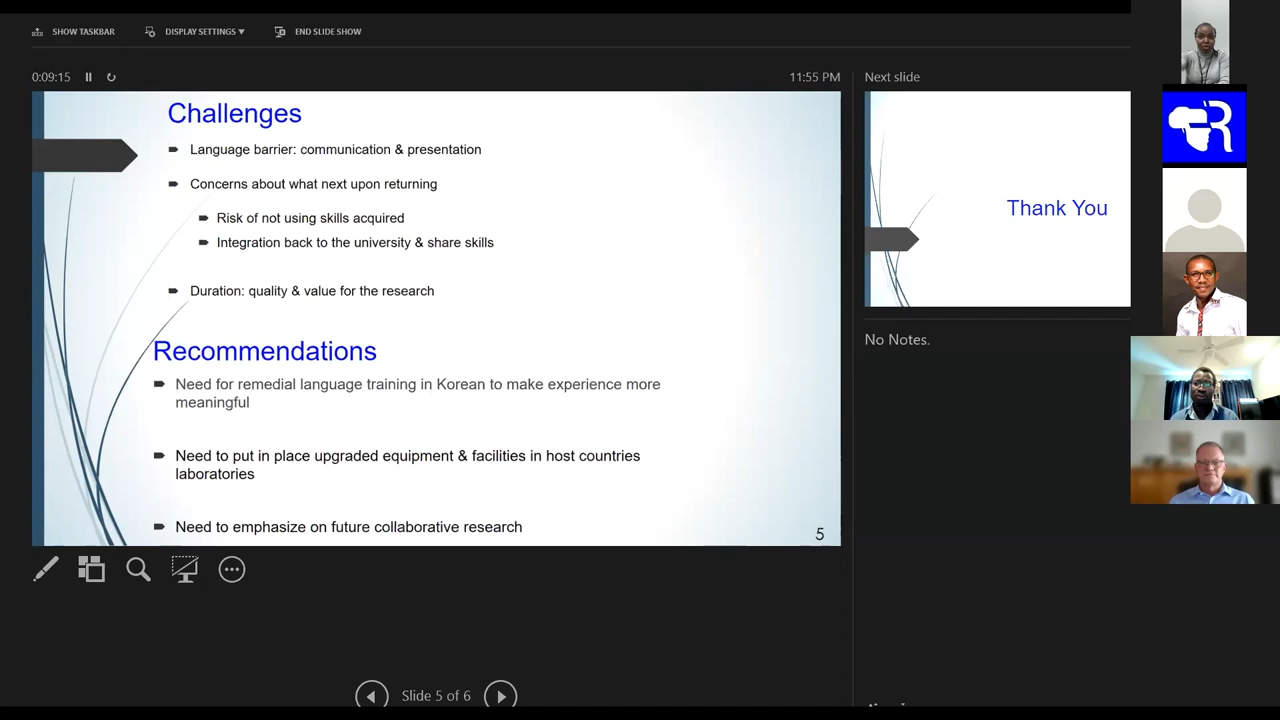 SHOW TASKBAR
DISPLAY SETTINGS
END SLIDE SHOW
0:09:15
11:55 PM
Challenges
Language barrier: communication & presentation
Concerns about what next upon returning
Risk of not using skills acquired
Integration back to the university & share skills
Duration: quality & value for the research
Recommendations
Need for remedial language training in Korean to make experience more
meaningful
Need to put in place upgraded equipment & facilities in host countries
laboratories
Need to emphasize on future collaborative research
5
Slide 5 of 6
Next slide
Thank You
No Notes.
R